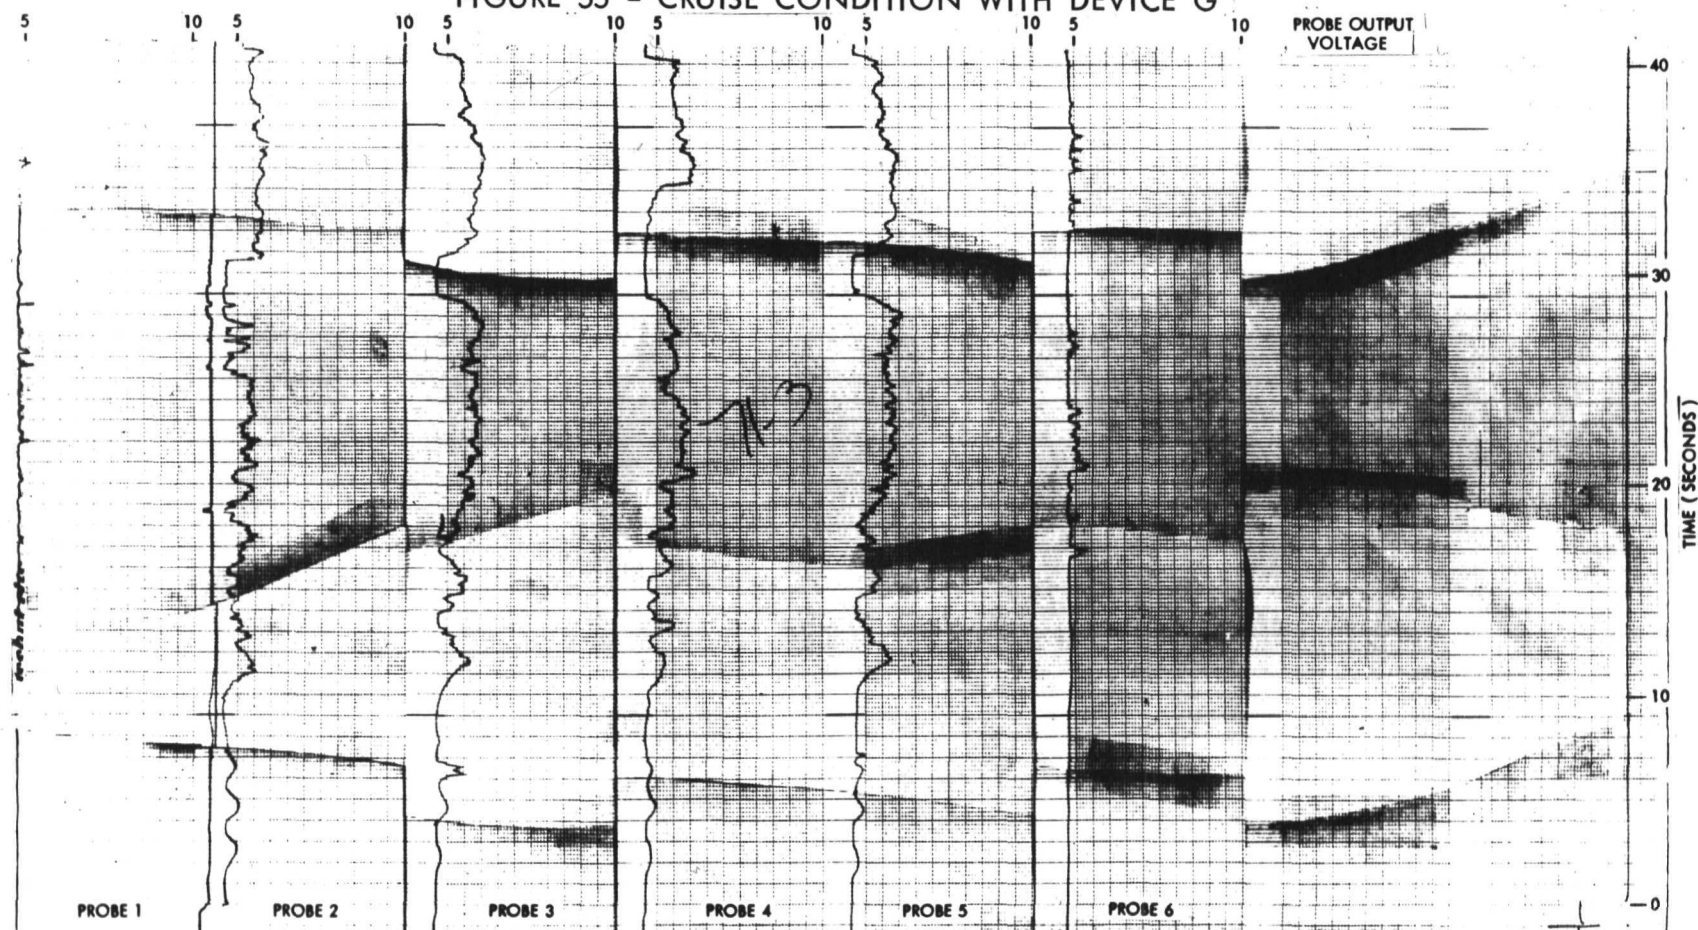 FIGURE 35 - CRUISE CONDITION WITH DEVICE G
5 10 5 10 5 10 5 10 5 10 5 10
PROBE OUTPUT
VOLTAGE
40
30
20
10
0
TIME (SECONDS)
PROBE 1 PROBE 2 PROBE 3 PROBE 4 PROBE 5 PROBE 6